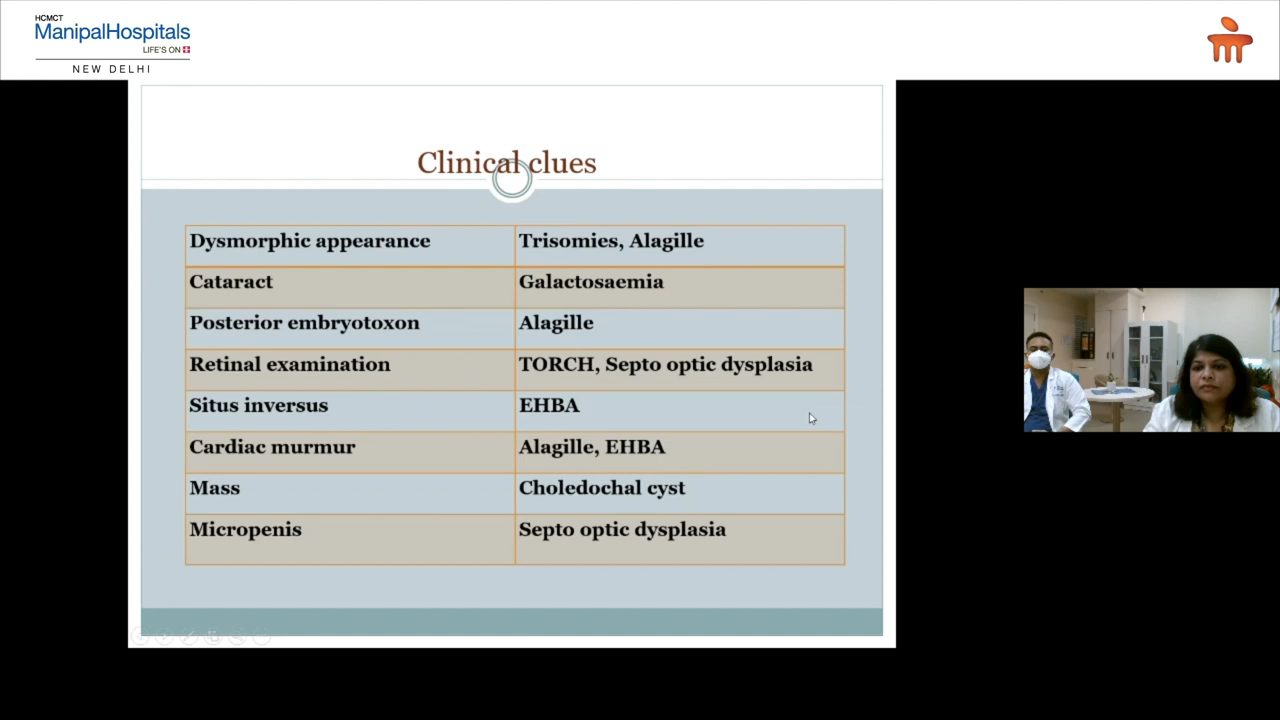 HCMCT
ManipalHospitals
LIFE'S ON
NEW DELHI
Clinical clues
Dysmorphic appearance Trisomies, Alagille
Cataract Galactosaemia
Posterior embryotoxon Alagille
Retinal examination TORCH, Septo optic dysplasia
Situs inversus EHBA
Cardiac murmur Alagille, EHBA
Mass Choledochal cyst
Micropenis Septo optic dysplasia